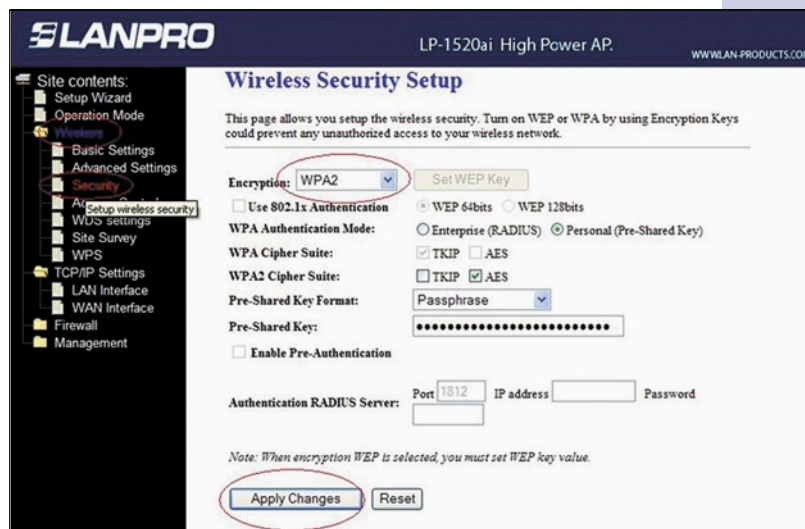 LANPRO
LP-1520ai High Power AP.
WWW.LAN-PRODUCTS.COM
Site contents:
Setup Wizard
Operation Mode
Wireless
Basic Settings
Advanced Settings
Security
Setup wireless security
WDS settings
Site Survey
WPS
TCP/IP Settings
LAN Interface
WAN Interface
Firewall
Management
Wireless Security Setup
This page allows you setup the wireless security. Turn on WEP or WPA by using Encryption Keys
could prevent any unauthorized access to your wireless network.
Encryption: WPA2 Set WEP Key
Use 802.1x Authentication WEP 64bits WEP 128bits
WPA Authentication Mode: Enterprise (RADIUS) Personal (Pre-Shared Key)
WPA Cipher Suite: TKIP AES
WPA2 Cipher Suite: TKIP AES
Pre-Shared Key Format: Passphrase
Pre-Shared Key:
Enable Pre-Authentication
Authentication RADIUS Server: Port 1812 IP address Password
Note: When encryption WEP is selected, you must set WEP key value.
Apply Changes Reset